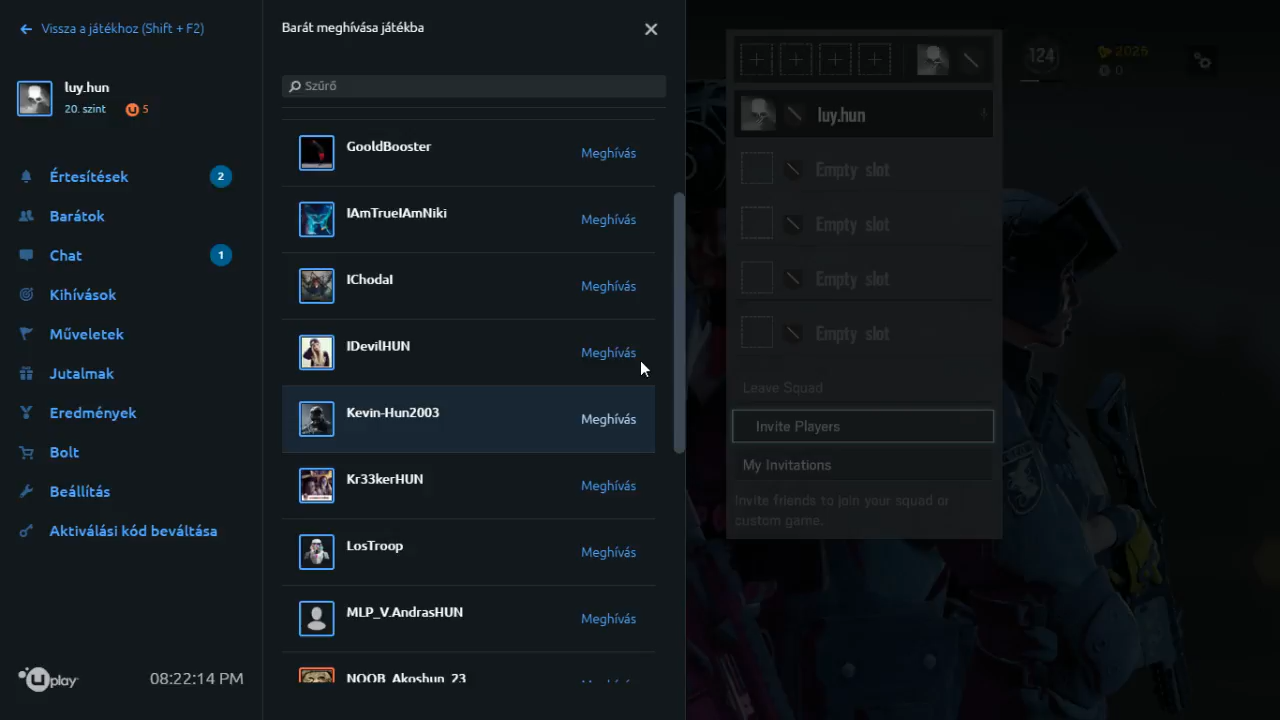 Vissza a játékhoz (Shift + F2)
luy.hun
20. szint
5
Értesítések
2
Barátok
Chat
1
Kihívások
Műveletek
Jutalmak
Eredmények
Bolt
Beállítás
Aktiválási kód beváltása
uplay
08:22:14 PM
Barát meghívása játékba
Szűrő
GooldBooster
Meghívás
IAmTrueIAmNiki
Meghívás
Meghívás
IDevilHUN
Meghívás
Kevin-Hun2003
Meghívás
Kr33kerHUN
Meghívás
LosTroop
Meghívás
MLP_V.AndrasHUN
Meghívás
NOOB_Akoshun_23
124
2025
0
luy.hun
Empty slot
Empty slot
Empty slot
Empty slot
Leave Squad
Invite Players
My Invitations
Invite friends to join your squad or
custom game.